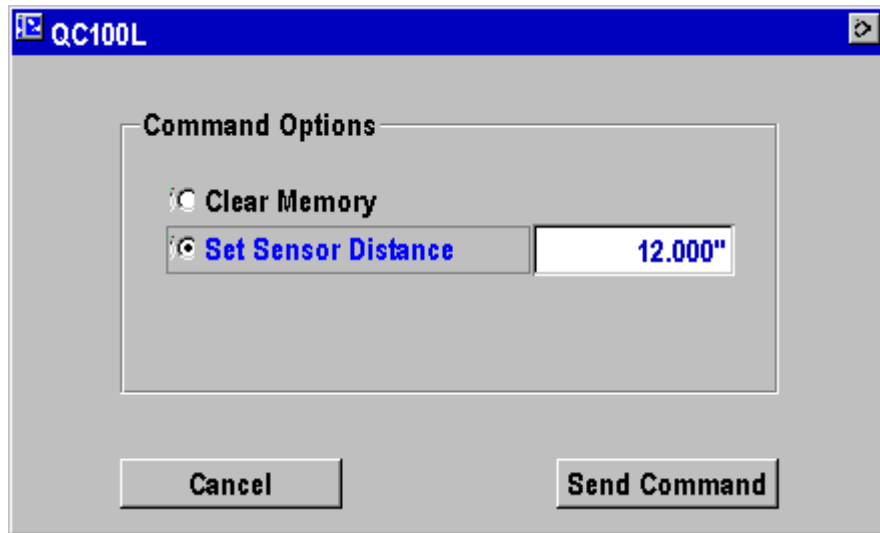 QC100L
Command Options
Clear Memory
Set Sensor Distance 12.000"
Cancel Send Command